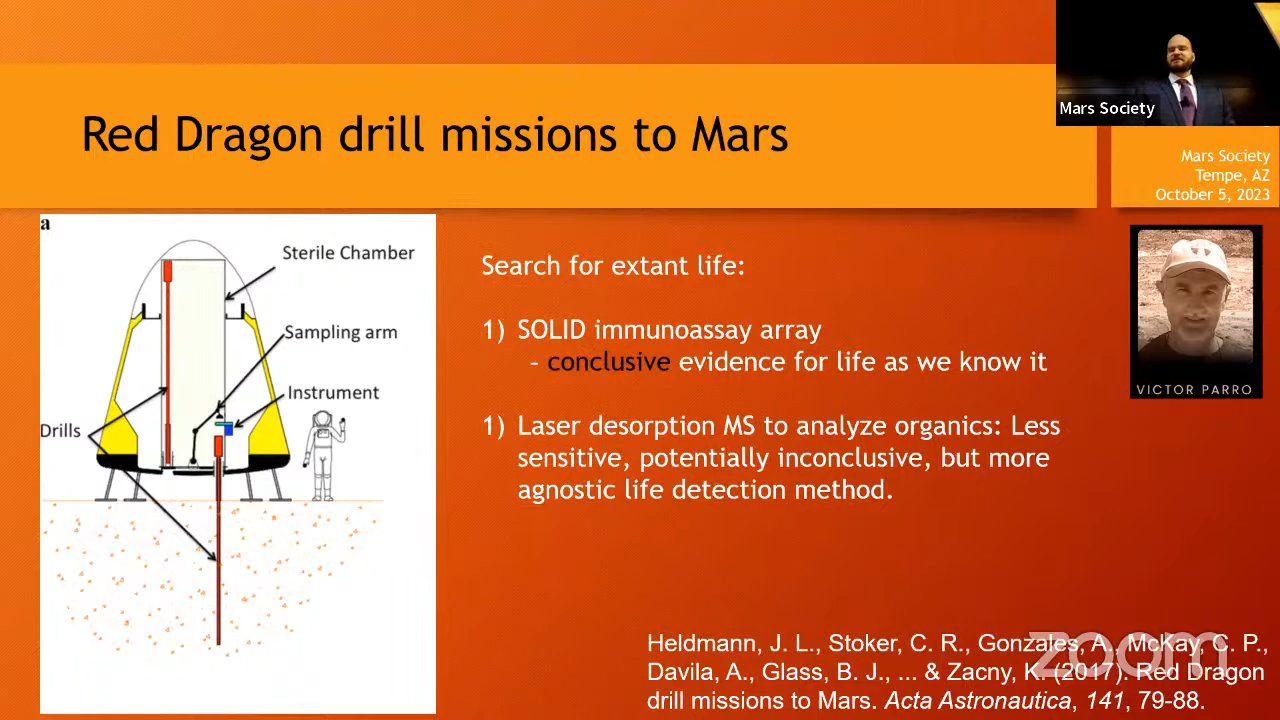 Red Dragon drill missions to Mars
Mars Society
Mars Society
Tempe, AZ
October 5, 2023
a
Sterile Chamber
Sampling arm
Instrument
Drills
Search for extant life:
1) SOLID immunoassay array
- conclusive evidence for life as we know it
1) Laser desorption MS to analyze organics: Less
sensitive, potentially inconclusive, but more
agnostic life detection method.
VICTOR PARRO
Heldmann, J. L., Stoker, C. R., Gonzales, A., McKay, C. P.,
Davila, A., Glass, B. J., ... & Zacny, K. (2017). Red Dragon
drill missions to Mars. Acta Astronautica, 141, 79-88.
zoom